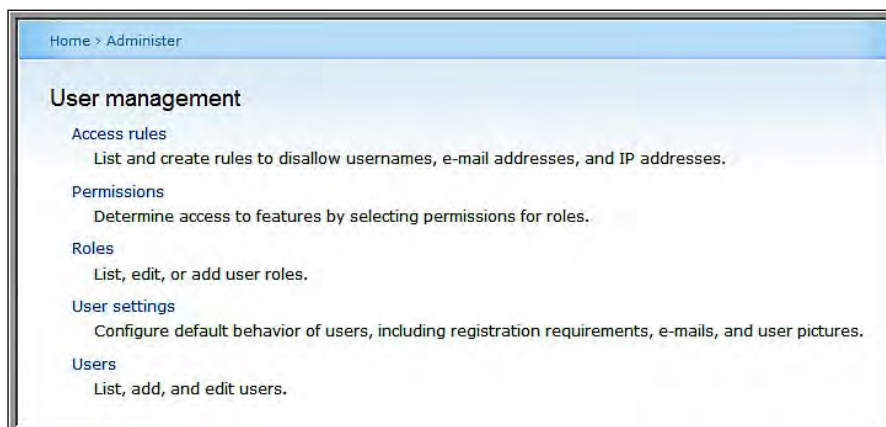 Home > Administer
User management
Access rules
List and create rules to disallow usernames, e-mail addresses, and IP addresses.
Permissions
Determine access to features by selecting permissions for roles.
Roles
List, edit, or add user roles.
User settings
Configure default behavior of users, including registration requirements, e-mails, and user pictures.
Users
List, add, and edit users.